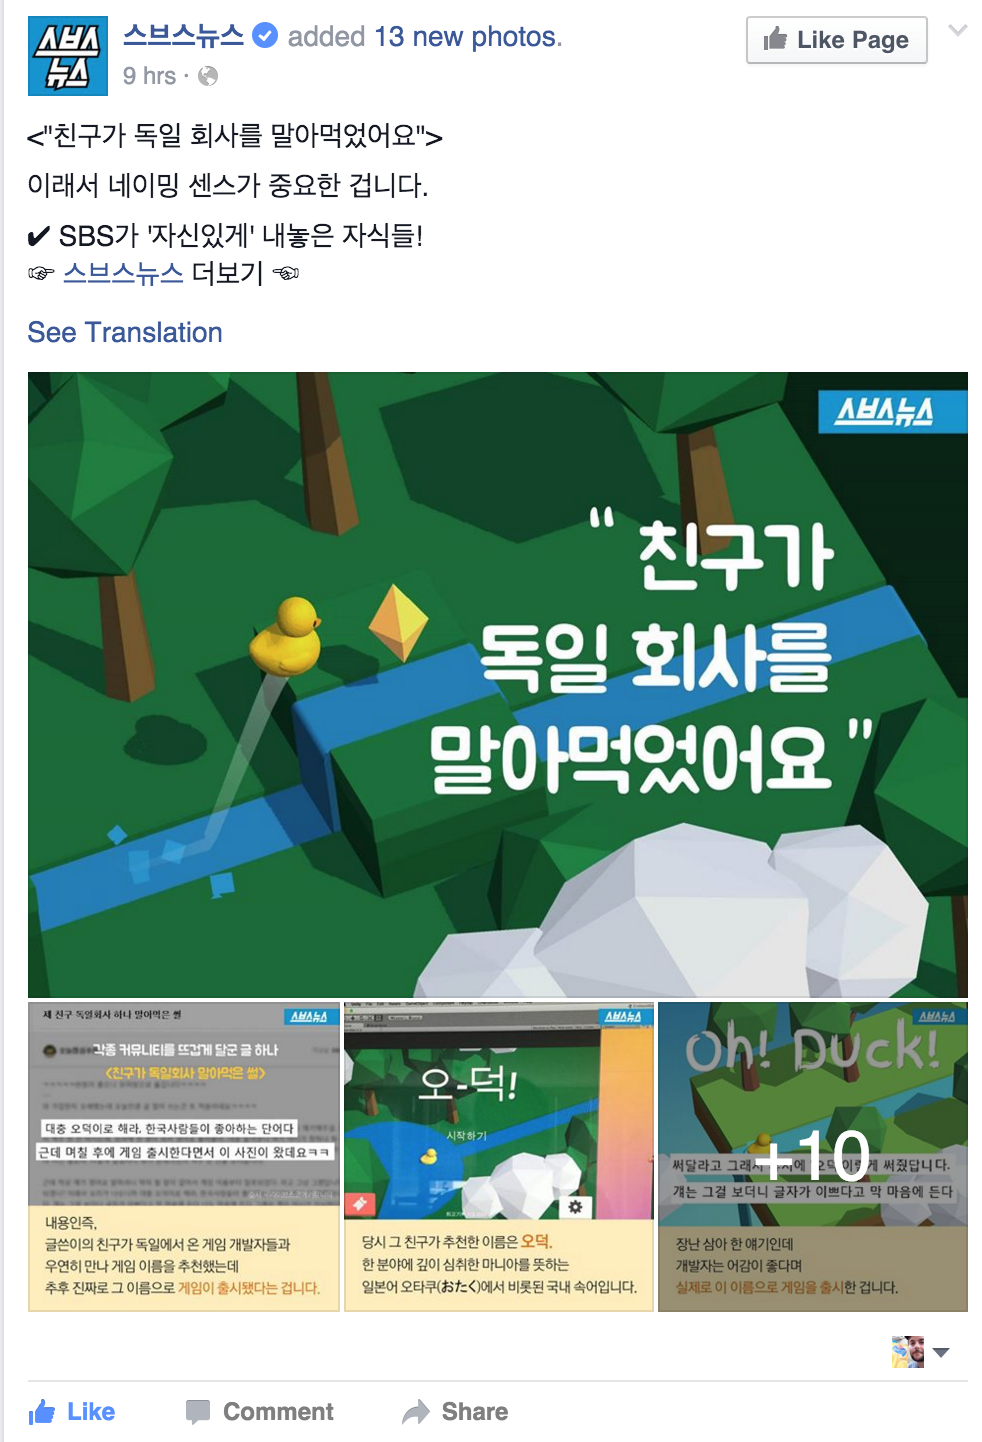 스브스뉴스
스브스뉴스 added 13 new photos.
9 hrs ·
Like Page
<"친구가 독일 회사를 말아먹었어요">
이래서 네이밍 센스가 중요한 겁니다.
✔ SBS가 '자신있게' 내놓은 자식들!
☞ 스브스뉴스 더보기 ☜
See Translation
스브스뉴스
" 친구가
독일 회사를
말아먹었어요 "
제 친구 독일회사 하나 말아먹은 썰
스브스뉴스
각종 커뮤니티를 뜨겁게 달군 글 하나
<친구가 독일회사 말아먹은 썰>
대충 오덕이로 해라, 한국사람들이 좋아하는 단어다
근데 며칠 후에 게임 출시한다면서 이 사진이 왔데요ㅋㅋ
내용인즉,
글쓴이의 친구가 독일에서 온 게임 개발자들과
우연히 만나 게임 이름을 추천했는데
추후 진짜로 그 이름으로 게임이 출시됐다는 겁니다.
스브스뉴스
오-덕!
시작하기
당시 그 친구가 추천한 이름은 오덕.
한 분야에 깊이 심취한 마니아를 뜻하는
일본어 오타쿠(おたく)에서 비롯된 국내 속어입니다.
스브스뉴스
Oh! Duck!
+10
써달라고 그래서 오덕이렇게 써줬답니다.
걔는 그걸 보더니 글자가 이쁘다고 막 마음에 든다
장난 삼아 한 얘기인데
개발자는 어감이 좋다며
실제로 이 이름으로 게임을 출시한 겁니다.
Like
Comment
Share